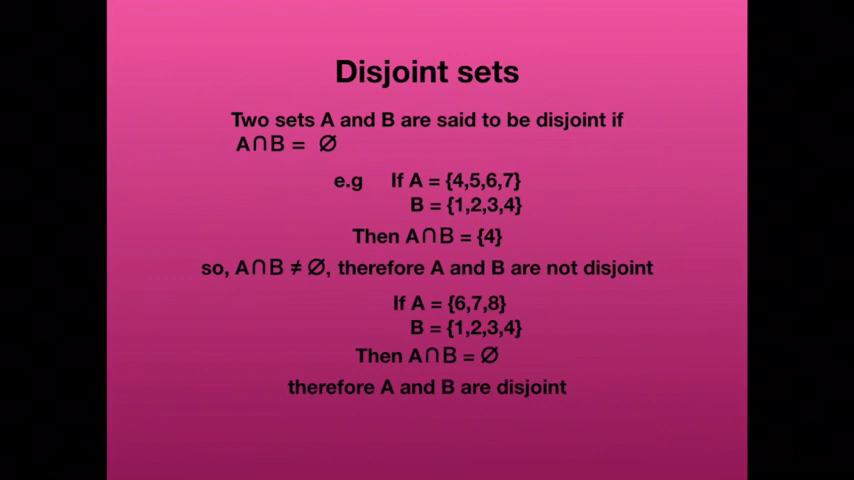 Disjoint sets
Two sets A and B are said to be disjoint if
A∩B = ∅
e.g If A = {4,5,6,7}
B = {1,2,3,4}
Then A∩B = {4}
so, A∩B ≠ ∅, therefore A and B are not disjoint
If A = {6,7,8}
B = {1,2,3,4}
Then A∩B = ∅
therefore A and B are disjoint